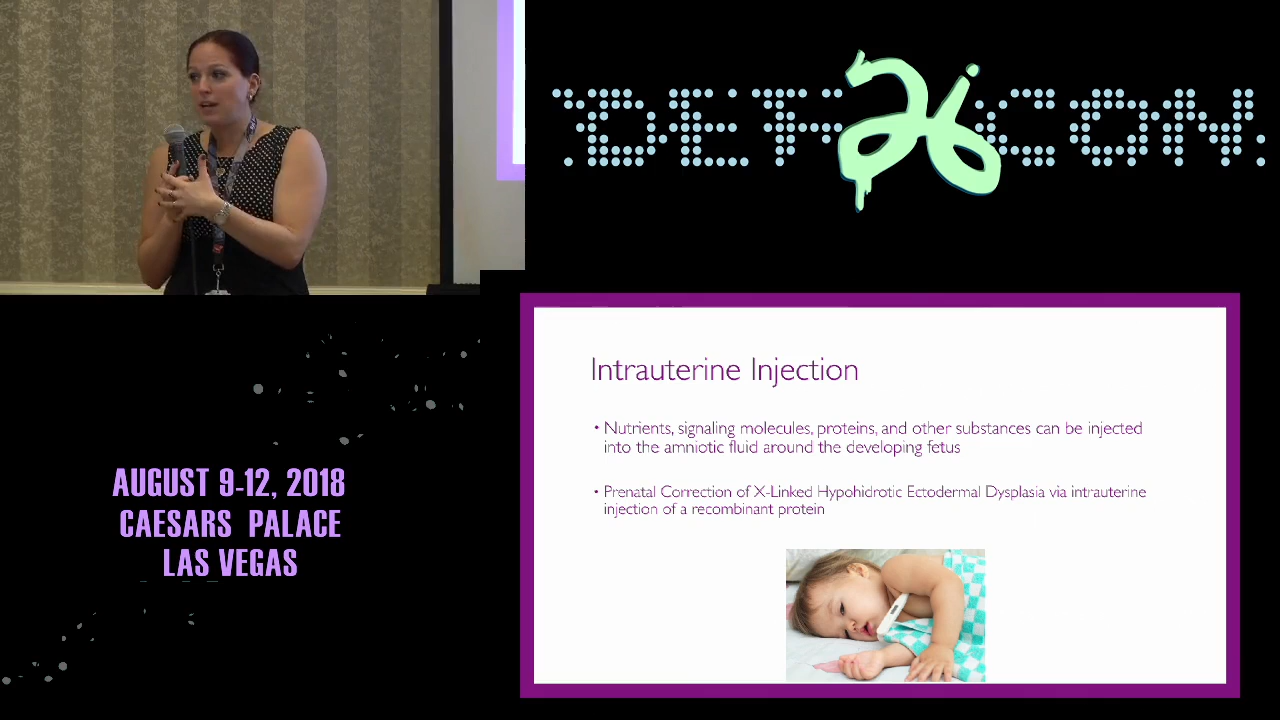 DEF 26 CON
Intrauterine Injection
• Nutrients, signaling molecules, proteins, and other substances can be injected
into the amniotic fluid around the developing fetus
• Prenatal Correction of X-Linked Hypohidrotic Ectodermal Dysplasia via intrauterine
injection of a recombinant protein
AUGUST 9-12, 2018
CAESARS PALACE
LAS VEGAS